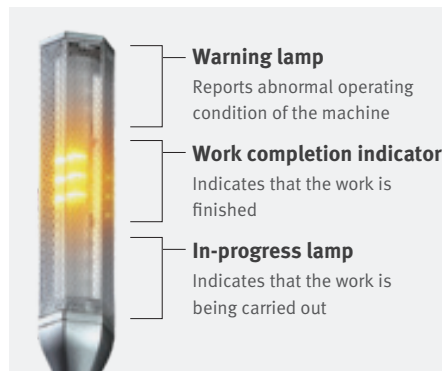 Warning lamp
Reports abnormal operating
condition of the machine
Work completion indicator
Indicates that the work is
finished
In-progress lamp
Indicates that the work is
being carried out